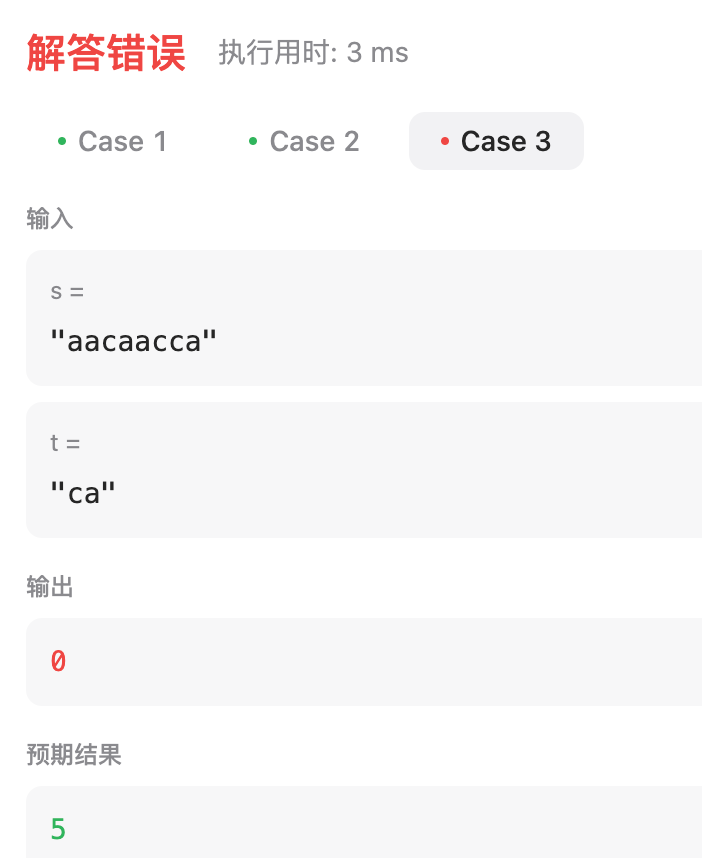 解答错误 执行用时: 3 ms
Case 1 Case 2 Case 3
输入
s =
"aacaacca"
t =
"ca"
输出
0
预期结果
5